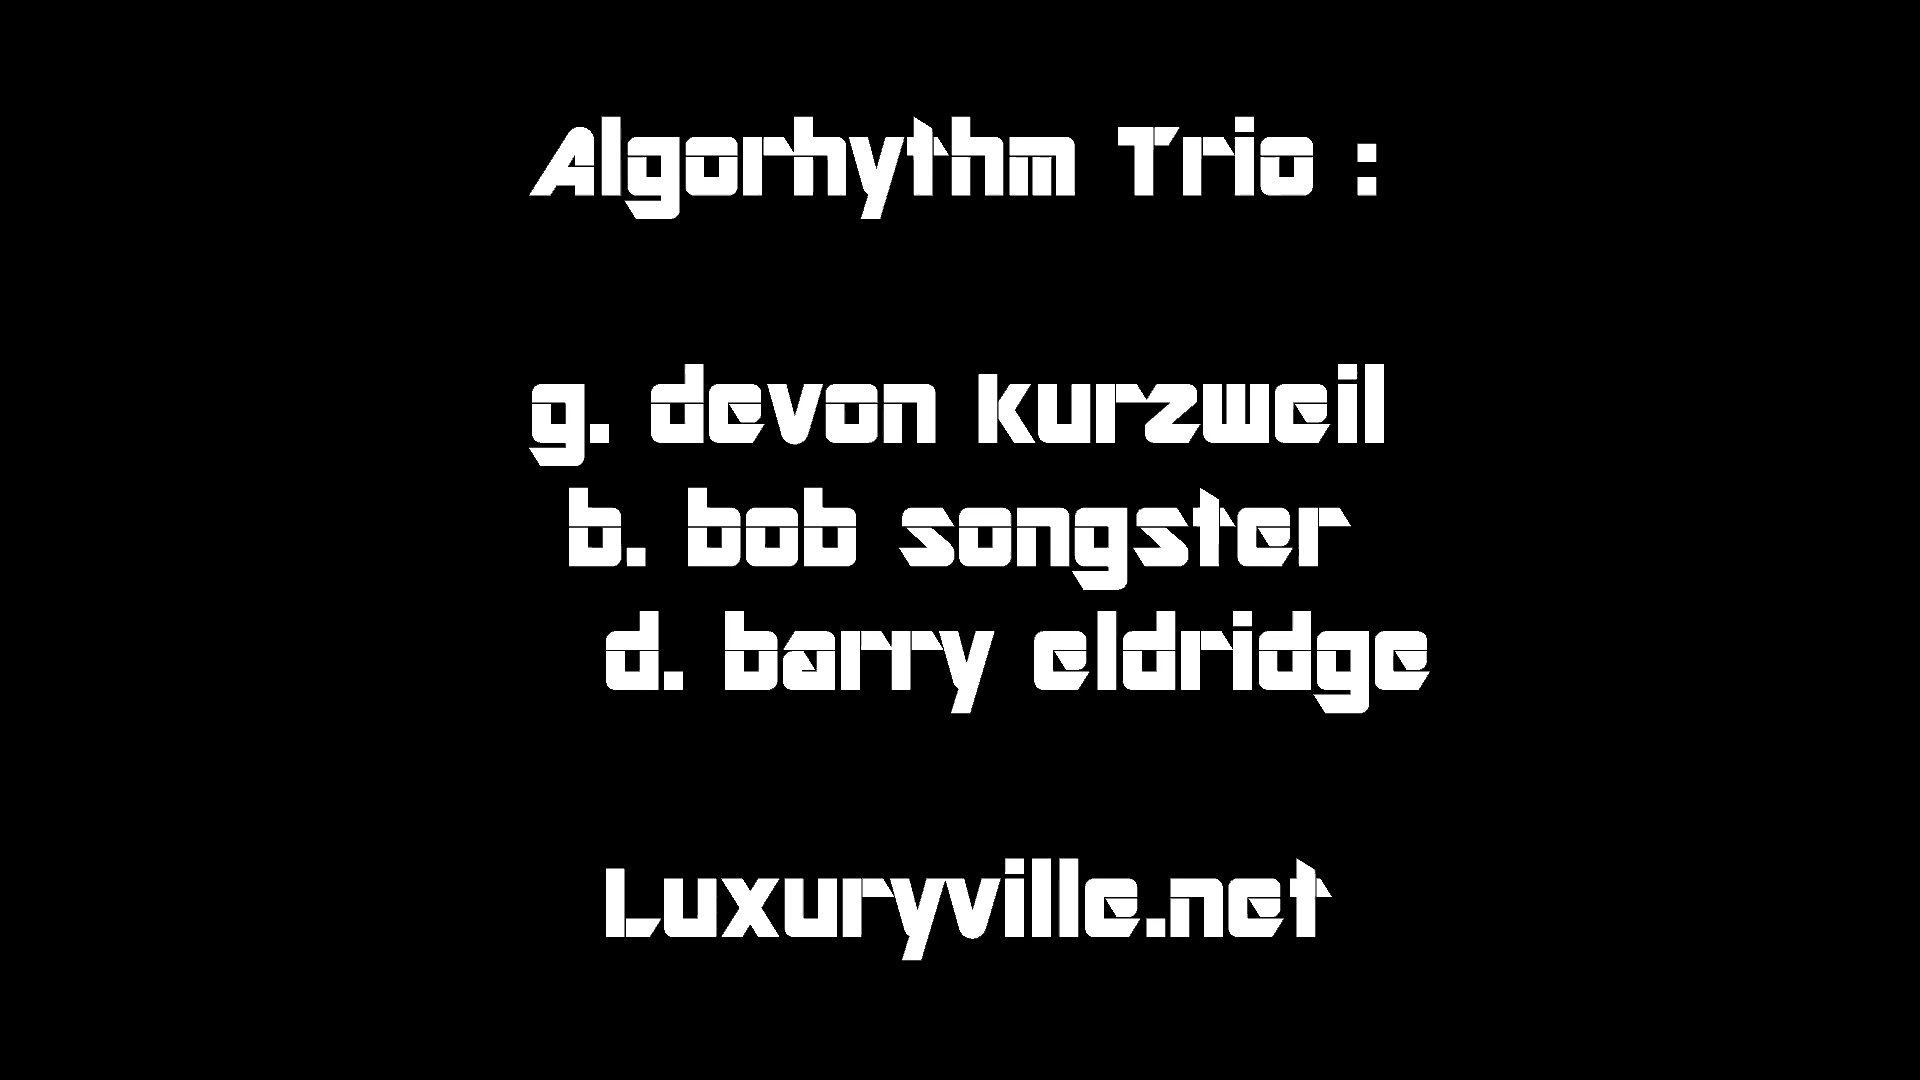 Algorhythm Trio :
g. devon kurzweil
b. bob songster
d. barry eldridge
Luxuryville.net